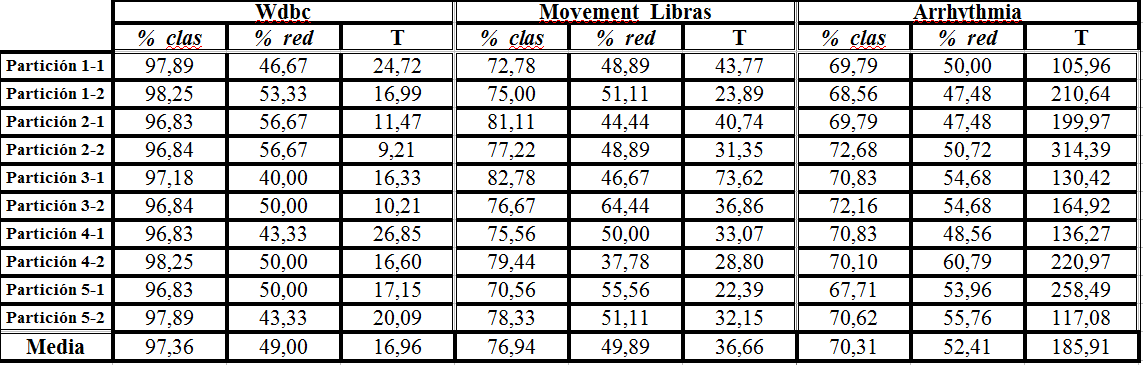 Wdbc Movement Libras Arrhythmia
% clas % red T % clas % red T % clas % red T
Partición 1-1 97,89 46,67 24,72 72,78 48,89 43,77 69,79 50,00 105,96
Partición 1-2 98,25 53,33 16,99 75,00 51,11 23,89 68,56 47,48 210,64
Partición 2-1 96,83 56,67 11,47 81,11 44,44 40,74 69,79 47,48 199,97
Partición 2-2 96,84 56,67 9,21 77,22 48,89 31,35 72,68 50,72 314,39
Partición 3-1 97,18 40,00 16,33 82,78 46,67 73,62 70,83 54,68 130,42
Partición 3-2 96,84 50,00 10,21 76,67 64,44 36,86 72,16 54,68 164,92
Partición 4-1 96,83 43,33 26,85 75,56 50,00 33,07 70,83 48,56 136,27
Partición 4-2 98,25 50,00 16,60 79,44 37,78 28,80 70,10 60,79 220,97
Partición 5-1 96,83 50,00 17,15 70,56 55,56 22,39 67,71 53,96 258,49
Partición 5-2 97,89 43,33 20,09 78,33 51,11 32,15 70,62 55,76 117,08
Media 97,36 49,00 16,96 76,94 49,89 36,66 70,31 52,41 185,91